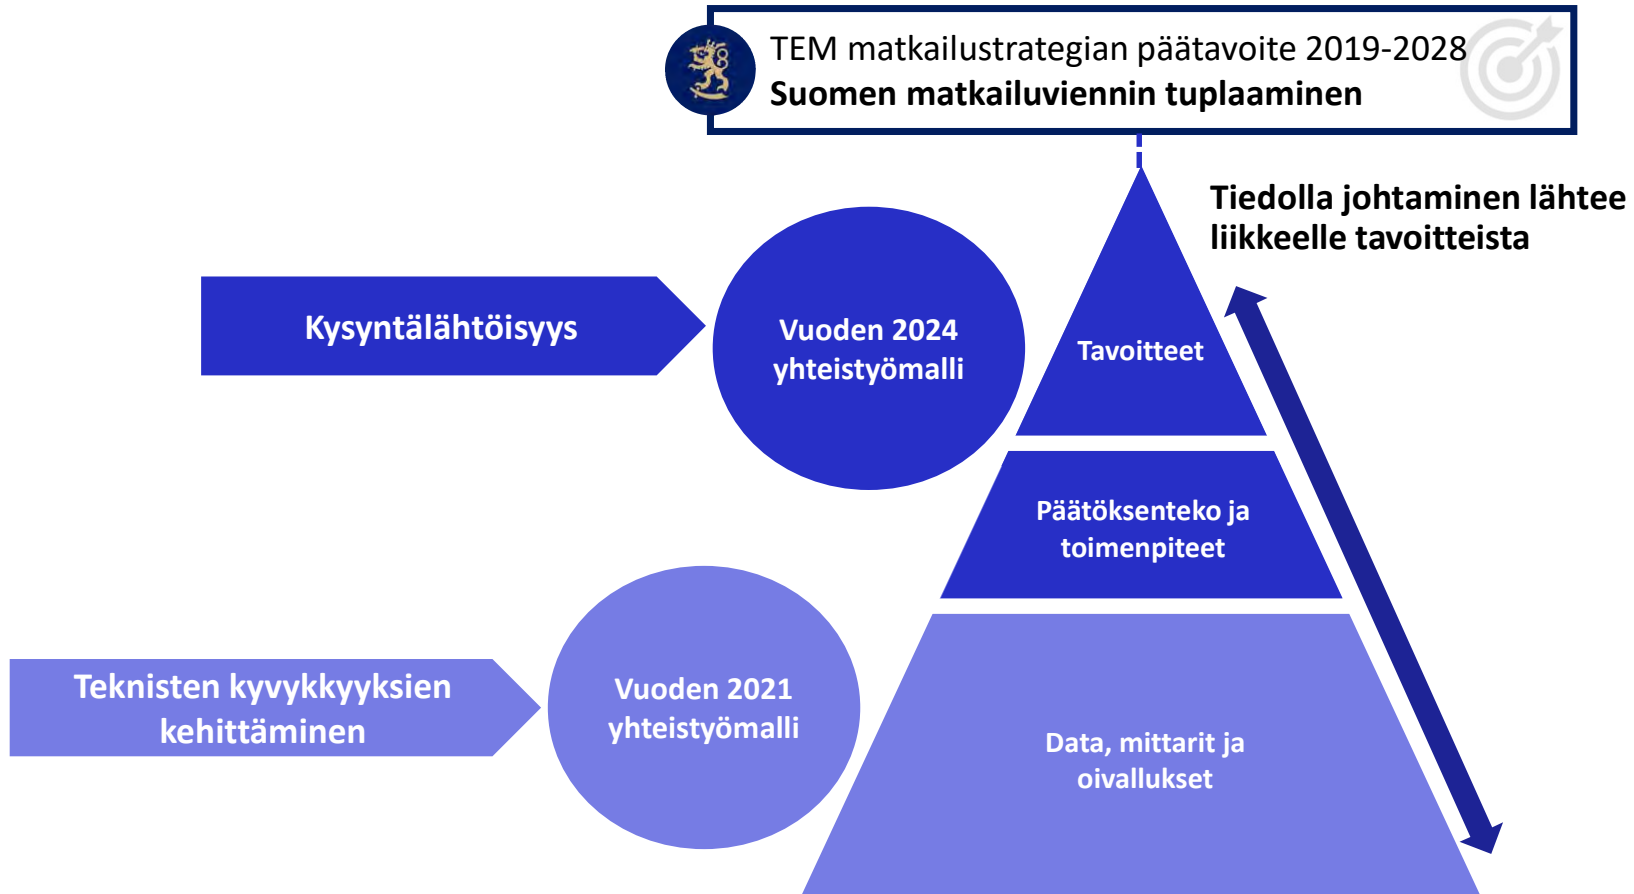 TEM matkailustrategian päätavoite 2019-2028
Suomen matkailuviennin tuplaaminen
Tiedolla johtaminen lähtee
liikkeelle tavoitteista
Kysyntälähtöisyys
Vuoden 2024
yhteistyömalli
Tavoitteet
Päätöksenteko ja
toimenpiteet
Teknisten kyvykkyyksien
kehittäminen
Vuoden 2021
yhteistyömalli
Data, mittarit ja
oivallukset